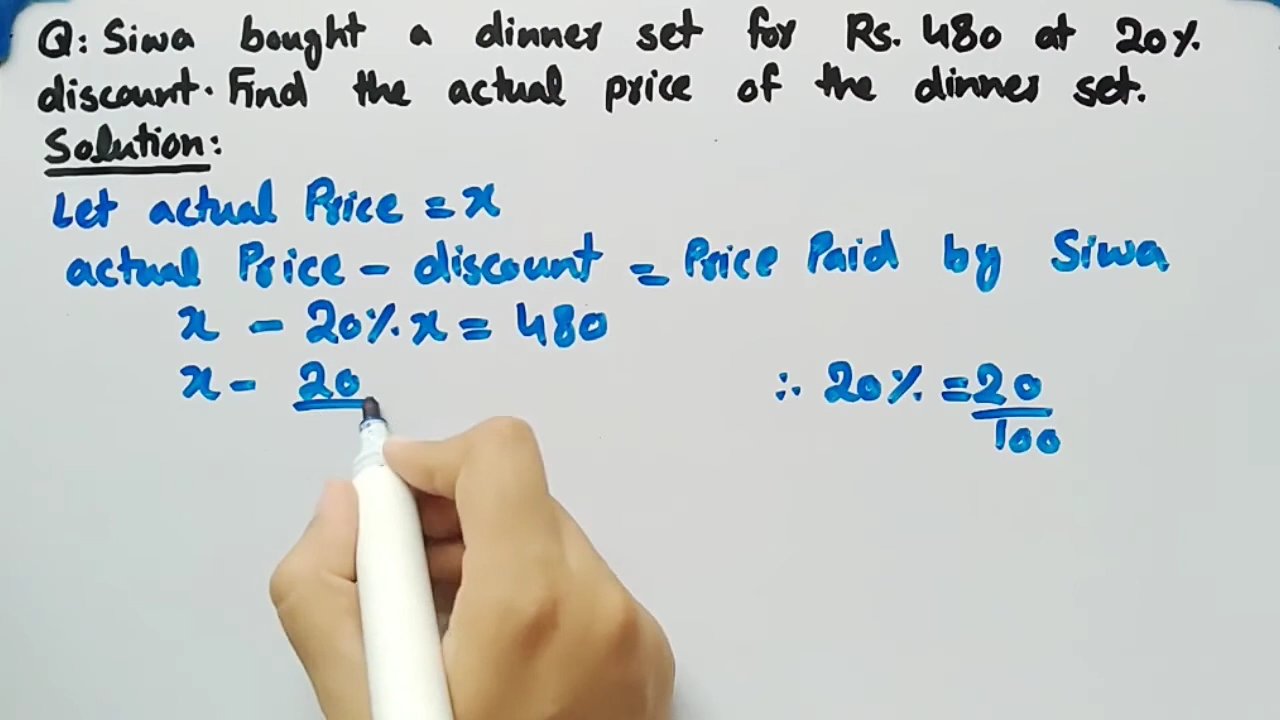 Q: Siwa bought a dinner set for Rs. 480 at 20%
discount. Find the actual price of the dinner set.
Solution:
Let actual Price = x
actual Price - discount = Price Paid by Siwa
x - 20% x = 480
x - 20
∴ 20% = 20/100